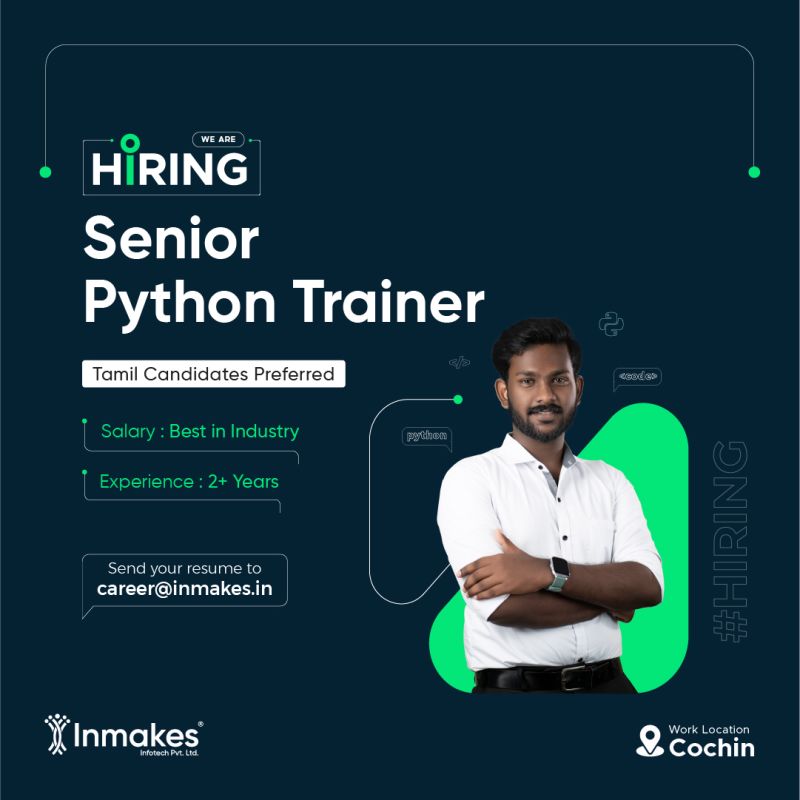 WE ARE
HiRING
Senior
Python Trainer
Tamil Candidates Preferred
Salary : Best in Industry
Experience : 2+ Years
Send your resume to
career@inmakes.in
</>
<code>
python
#HIRING
Inmakes®
Infotech Pvt. Ltd.
Work Location
Cochin